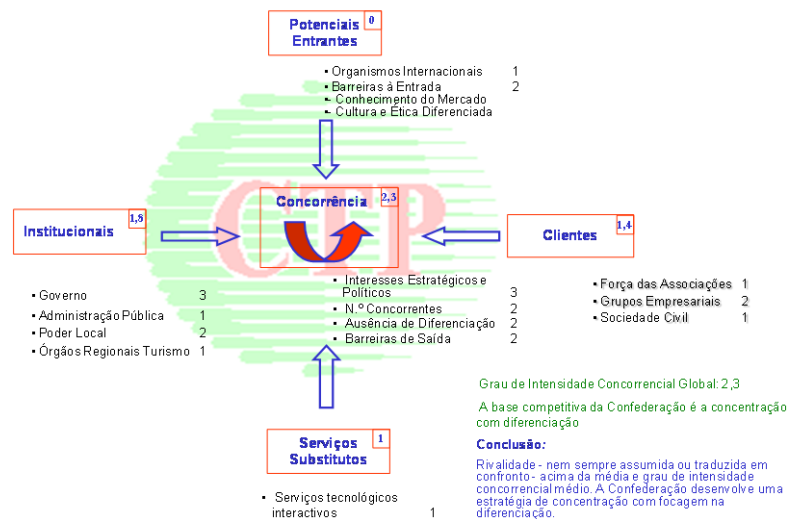 Potenciais 0
Entrantes
▪ Organismos Internacionais 1
▪ Barreiras à Entrada 2
▪– Conhecimento do Mercado
▪– Cultura e Ética Diferenciada
CTP
Concorrência 2,3
Institucionais 1,8
Clientes 1,4
▪ Governo 3
▪ Administração Pública 1
▪ Poder Local 2
▪ Órgãos Regionais Turismo 1
▪ Interesses Estratégicos e
Políticos 3
▪ N.º Concorrentes 2
▪ Ausência de Diferenciação 2
▪ Barreiras de Saída 2
▪ Força das Associações 1
▪ Grupos Empresariais 2
▪ Sociedade Civil 1
Serviços 1
Substitutos
▪ Serviços tecnológicos
interactivos 1
Grau de Intensidade Concorrencial Global: 2,3
A base competitiva da Confederação é a concentração
com diferenciação
Conclusão:
Rivalidade - nem sempre assumida ou traduzida em
confronto - acima da média e grau de intensidade
concorrencial médio. A Confederação desenvolve uma
estratégia de concentração com focagem na
diferenciação.